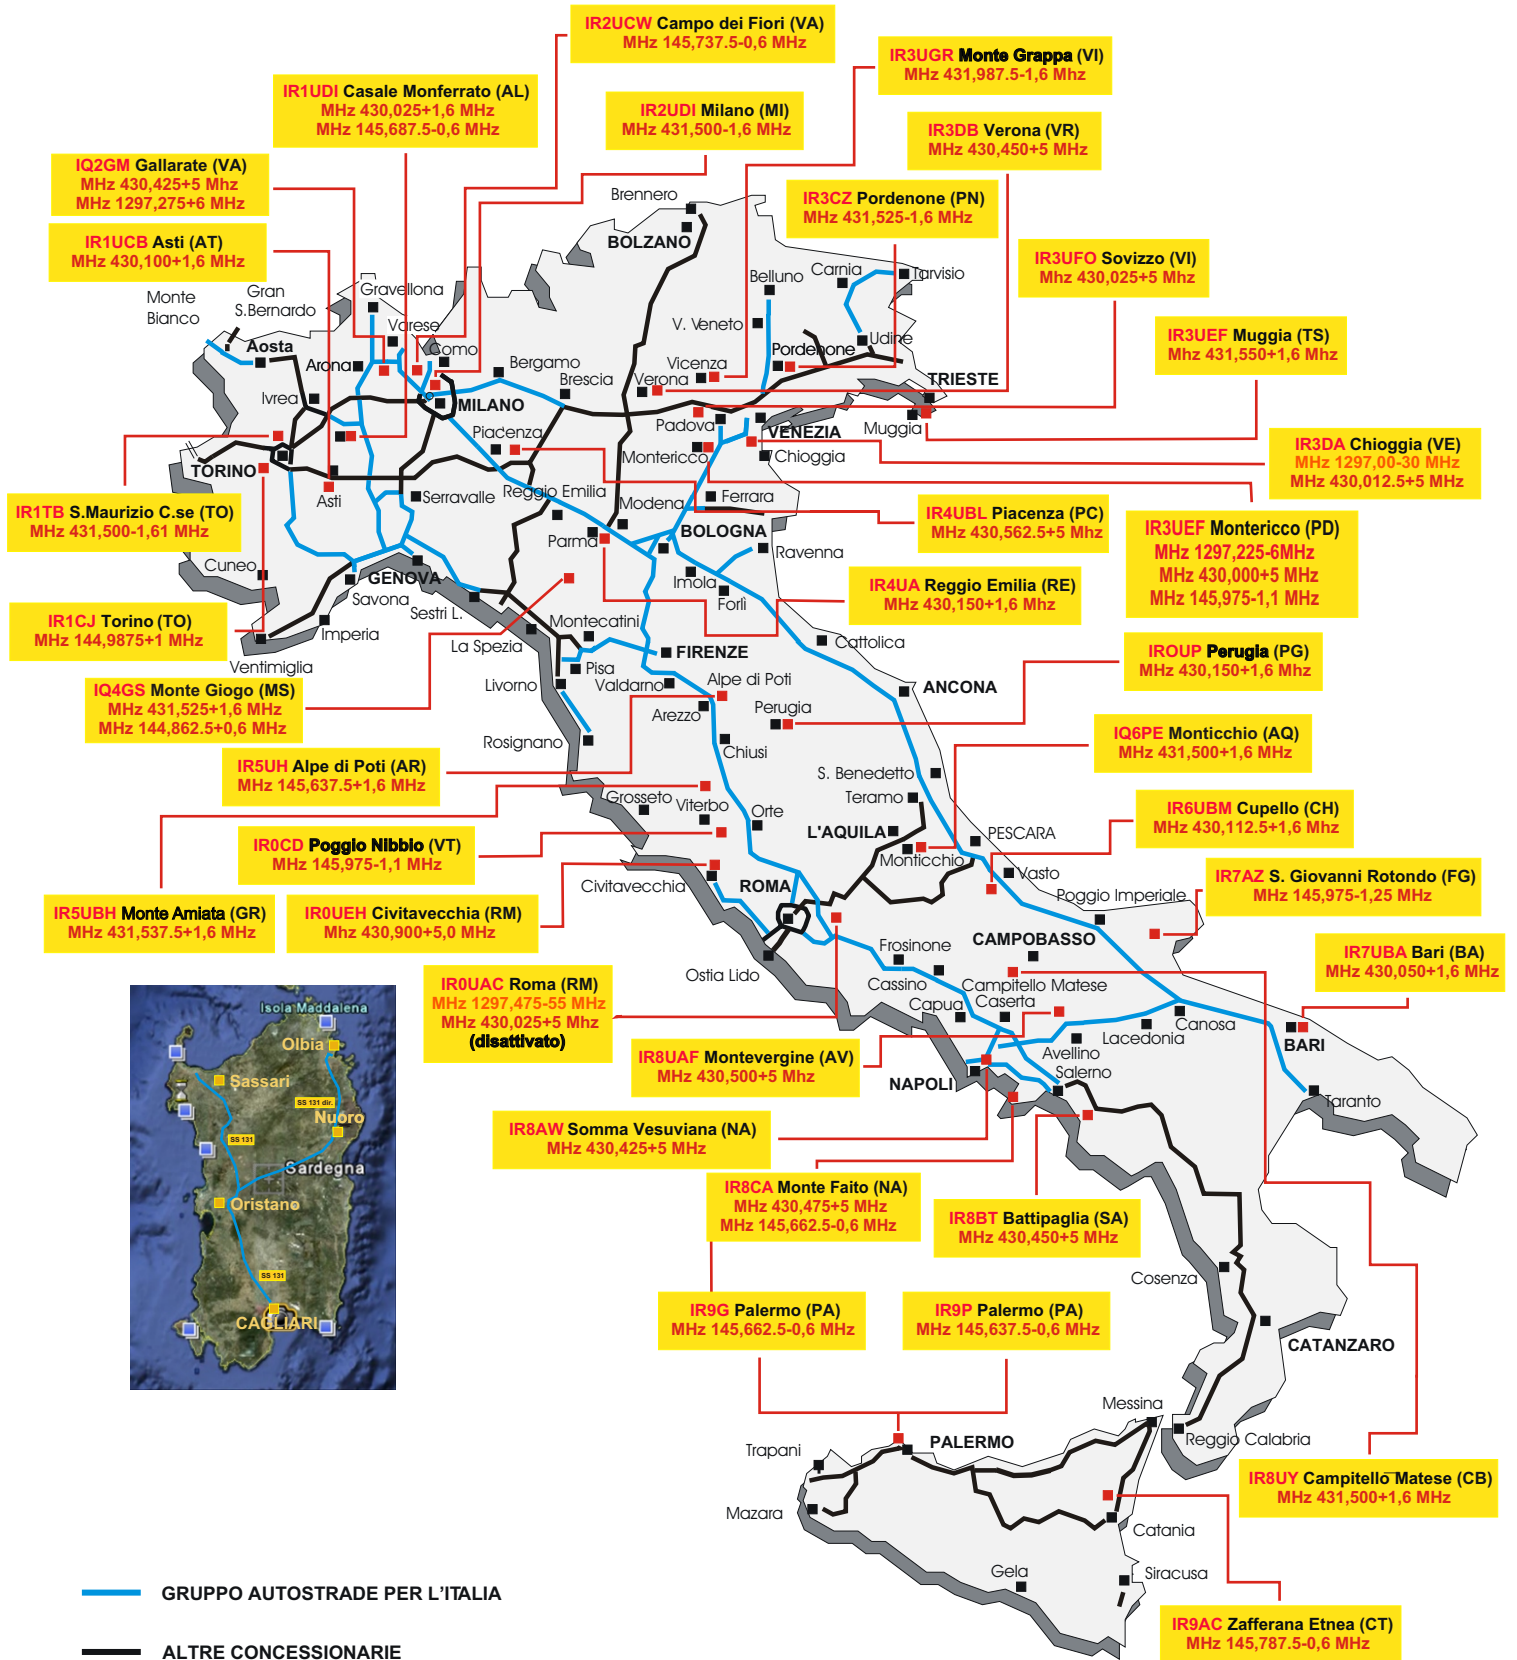 IR2UCW Campo dei Fiori (VA)
MHz 145,737.5-0,6 MHz
IR3UGR Monte Grappa (VI)
MHz 431,987.5-1,6 Mhz
IR1UDI Casale Monferrato (AL)
MHz 430,025+1,6 MHz
MHz 145,687.5-0,6 MHz
IR2UDI Milano (MI)
MHz 431,500-1,6 MHz
IR3DB Verona (VR)
MHz 430,450+5 MHz
IQ2GM Gallarate (VA)
MHz 430,425+5 Mhz
MHz 1297,275+6 MHz
IR3CZ Pordenone (PN)
MHz 431,525-1,6 MHz
IR1UCB Asti (AT)
MHz 430,100+1,6 MHz
IR3UFO Sovizzo (VI)
Mhz 430,025+5 Mhz
IR3UEF Muggia (TS)
Mhz 431,550+1,6 MHz
IR3DA Chioggia (VE)
MHz 1297,00-30 MHz
MHz 430,012.5+5 MHz
IR1TB S.Maurizio C.se (TO)
MHz 431,500-1,61 MHz
IR4UBL Piacenza (PC)
MHz 430,562.5+5 Mhz
IR3UEF Montericco (PD)
MHz 1297,225-6MHz
MHz 430,000+5 MHz
MHz 145,975-1,1 MHz
IR4UA Reggio Emilia (RE)
MHz 430,150+1,6 Mhz
IR1CJ Torino (TO)
MHz 144,9875+1 MHz
IROUP Perugia (PG)
MHz 430,150+1,6 MHz
IQ4GS Monte Giogo (MS)
MHz 431,525+1,6 MHz
MHz 144,862.5+0,6 MHz
IQ6PE Monticchio (AQ)
MHz 431,500+1,6 MHz
IR5UH Alpe di Poti (AR)
MHz 145,637.5+1,6 MHz
IR6UBM Cupello (CH)
MHz 430,112.5+1,6 MHz
IR0CD Poggio Nibbio (VT)
MHz 145,975-1,1 MHz
IR7AZ S. Giovanni Rotondo (FG)
MHz 145,975-1,25 MHz
IR5UBH Monte Amiata (GR)
MHz 431,537.5+1,6 MHz
IR0UEH Civitavecchia (RM)
Mhz 430,900+5,0 MHz
IR7UBA Bari (BA)
MHz 430,050+1,6 MHz
IR0UAC Roma (RM)
MHz 1297,475-55 MHz
MHz 430,025+5 Mhz
(disattivato)
IR8UAF Montevergine (AV)
MHz 430,500+5 Mhz
IR8AW Somma Vesuviana (NA)
MHz 430,425+5 MHz
IR8CA Monte Faito (NA)
MHz 430,475+5 MHz
MHz 145,662.5-0,6 MHz
IR8BT Battipaglia (SA)
MHz 430,450+5 MHz
IR9G Palermo (PA)
MHz 145,662.5-0,6 MHz
IR9P Palermo (PA)
MHz 145,637.5-0,6 MHz
IR8UY Campitello Matese (CB)
MHz 431,500+1,6 MHz
IR9AC Zafferana Etnea (CT)
MHz 145,787.5-0,6 MHz
Brennero
BOLZANO
Belluno
Carnia
Tarvisio
Monte
Bianco
Gran
S.Bernardo
Gravellona
Varese
V. Veneto
Udine
Aosta
Arona
Como
Bergamo
Vicenza
Pordenone
Brescia
Verona
TRIESTE
Ivrea
MILANO
Padova
VENEZIA
Muggia
Piacenza
Montericco
Chioggia
TORINO
Asti
Serravalle
Reggio Emilia
Modena
Ferrara
Parma
BOLOGNA
Ravenna
Cuneo
GENOVA
Imola
Savona
Forlì
Sestri L.
Montecatini
Imperia
Cattolica
Ventimiglia
La Spezia
FIRENZE
Pisa
Livorno
Valdarno
Alpe di Poti
ANCONA
Arezzo
Perugia
Rosignano
Chiusi
S. Benedetto
Grosseto
Viterbo
Orte
Teramo
L'AQUILA
PESCARA
Monticchio
Civitavecchia
ROMA
Vasto
Poggio Imperiale
Frosinone
CAMPOBASSO
Ostia Lido
Cassino
Campitello Matese
Capua
Caserta
Lacedonia
Canosa
Avellino
BARI
NAPOLI
Salerno
Taranto
Cosenza
CATANZARO
Messina
Reggio Calabria
Trapani
PALERMO
Mazara
Catania
Gela
Siracusa
Isola Maddalena
Olbia
Sassari
SS 131 dir.
Nuoro
SS 131
Sardegna
Oristano
SS 131
CAGLIARI
GRUPPO AUTOSTRADE PER L'ITALIA
ALTRE CONCESSIONARIE